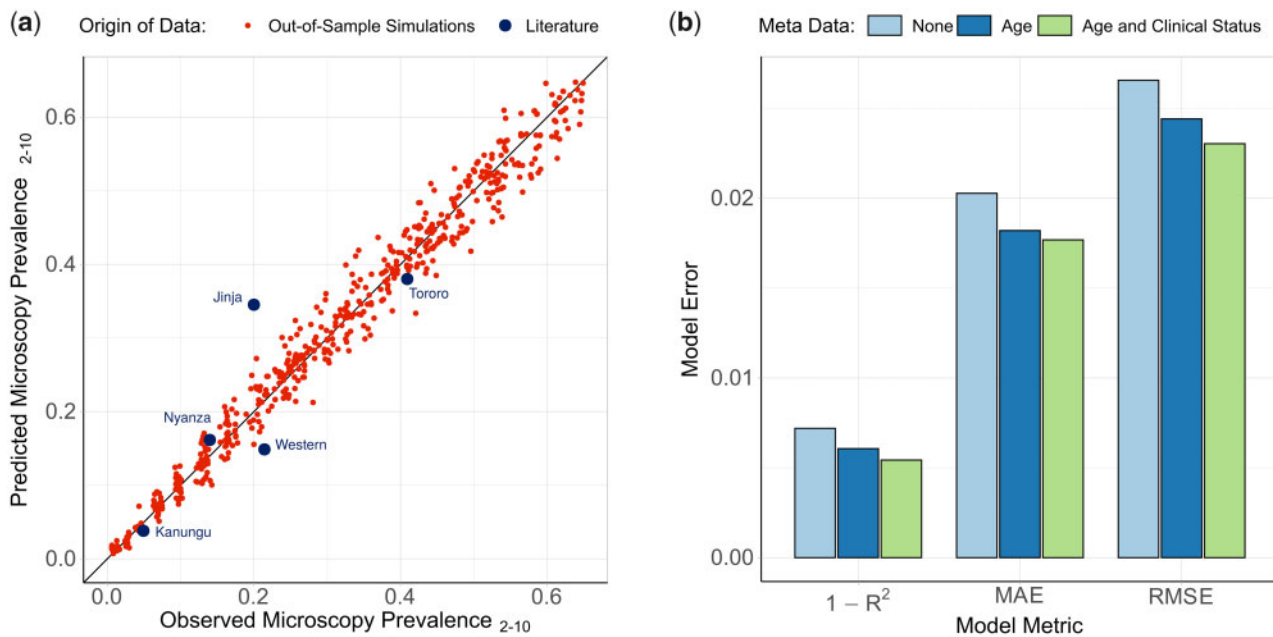 (a) Origin of Data: Out-of-Sample Simulations Literature
Predicted Microscopy Prevalence 2-10
0.6
0.4
0.2
0.0
Jinja
Tororo
Nyanza
Western
Kanungu
0.0 0.2 0.4 0.6
Observed Microscopy Prevalence 2-10
(b) Meta Data: None Age Age and Clinical Status
Model Error
0.02
0.01
0.00
1 − R² MAE RMSE
Model Metric